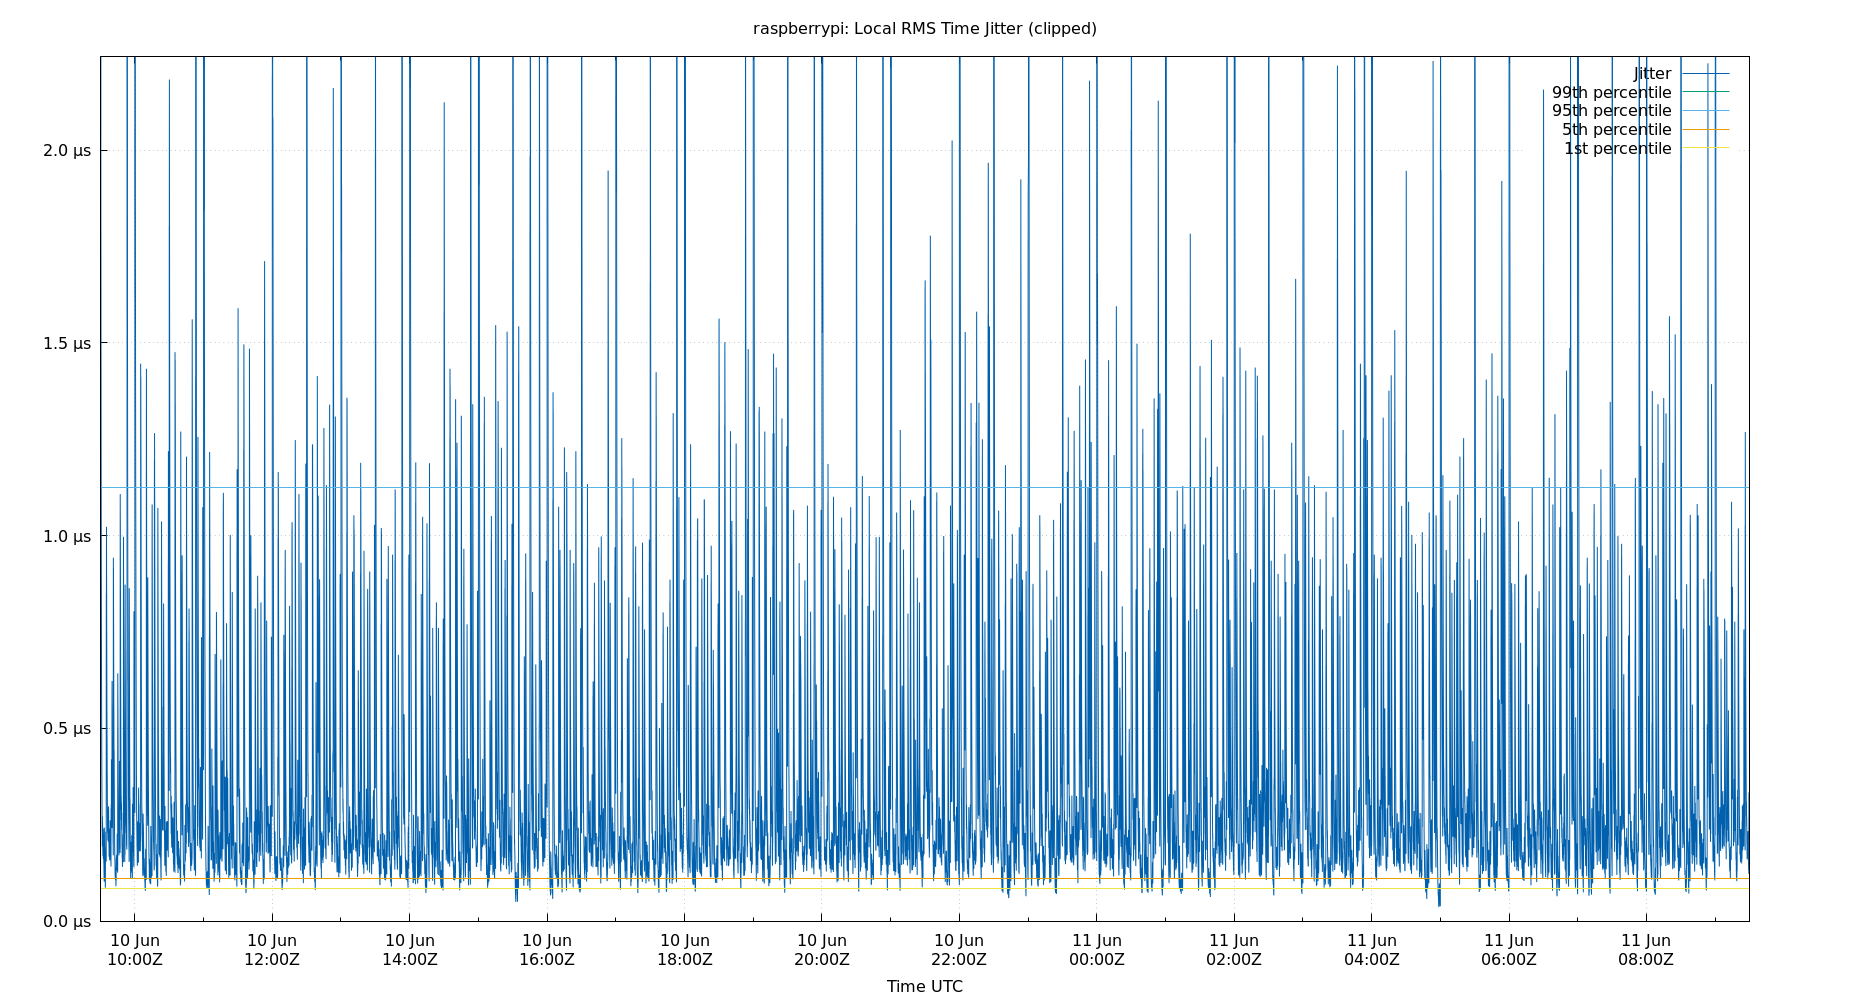 raspberrypi: Local RMS Time Jitter (clipped)
Jitter
99th percentile
95th percentile
5th percentile
1st percentile
2.0 µs
1.5 µs
1.0 µs
0.5 µs
0.0 µs
10 Jun 10 Jun 10 Jun 10 Jun 10 Jun 10 Jun 10 Jun 11 Jun 11 Jun 11 Jun 11 Jun 11 Jun
10:00Z 12:00Z 14:00Z 16:00Z 18:00Z 20:00Z 22:00Z 00:00Z 02:00Z 04:00Z 06:00Z 08:00Z
Time UTC